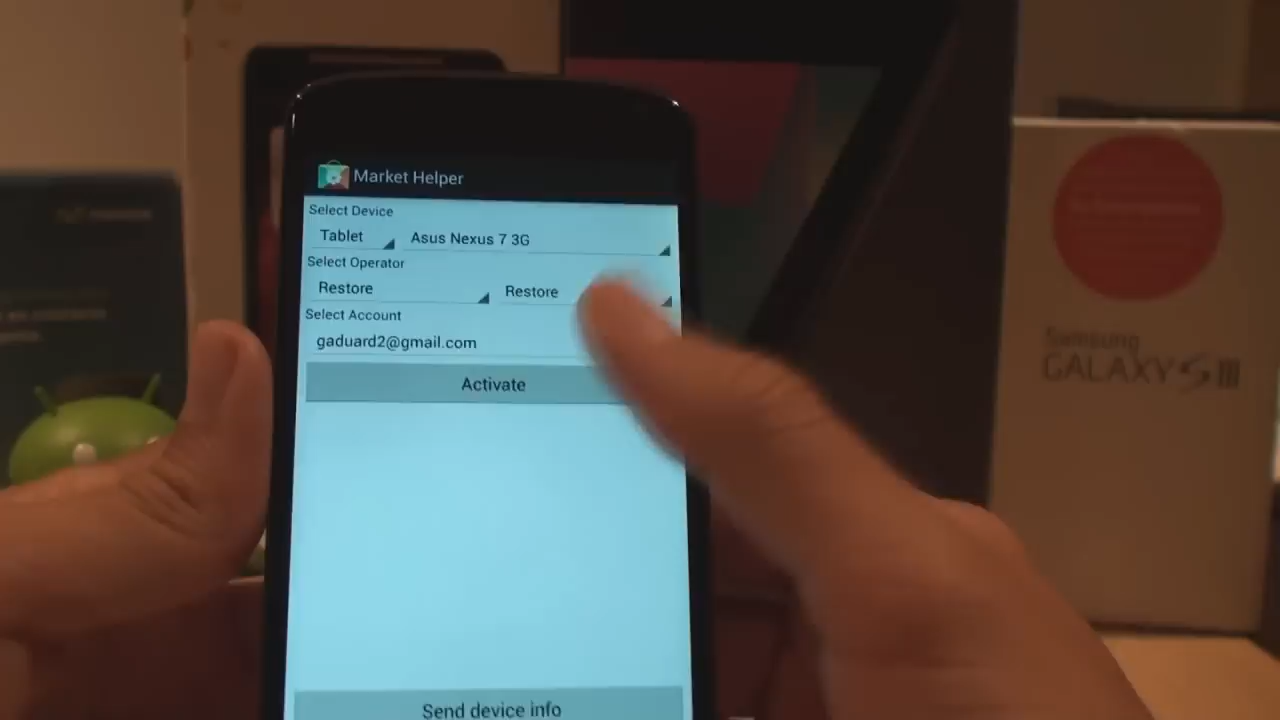 Market Helper
Select Device
Tablet Asus Nexus 7 3G
Select Operator
Restore Restore
Select Account
gaduard2@gmail.com
Activate
Send device info
Samsung
GALAXY S III